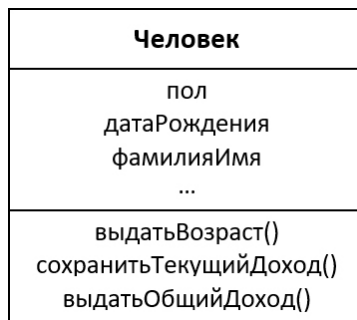 Человек
пол
датаРождения
фамилияИмя
...
выдатьВозраст()
сохранитьТекущийДоход()
выдатьОбщийДоход()